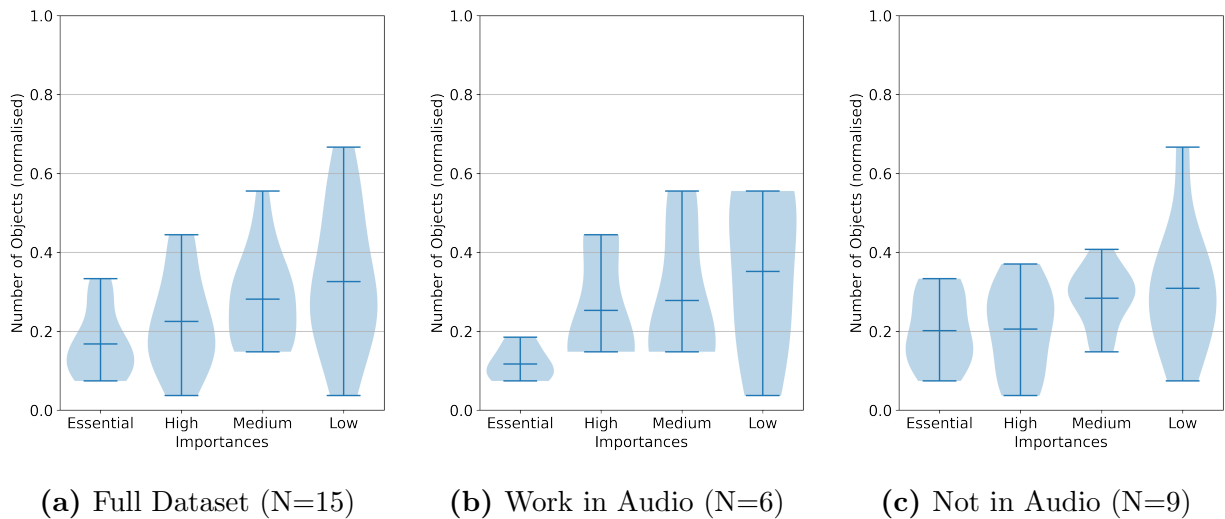 1.0
0.8
0.6
0.4
0.2
0.0
Number of Objects (normalised)
Essential High Medium Low
Importances
(a) Full Dataset (N=15)
1.0
0.8
0.6
0.4
0.2
0.0
Number of Objects (normalised)
Essential High Medium Low
Importances
(b) Work in Audio (N=6)
1.0
0.8
0.6
0.4
0.2
0.0
Number of Objects (normalised)
Essential High Medium Low
Importances
(c) Not in Audio (N=9)